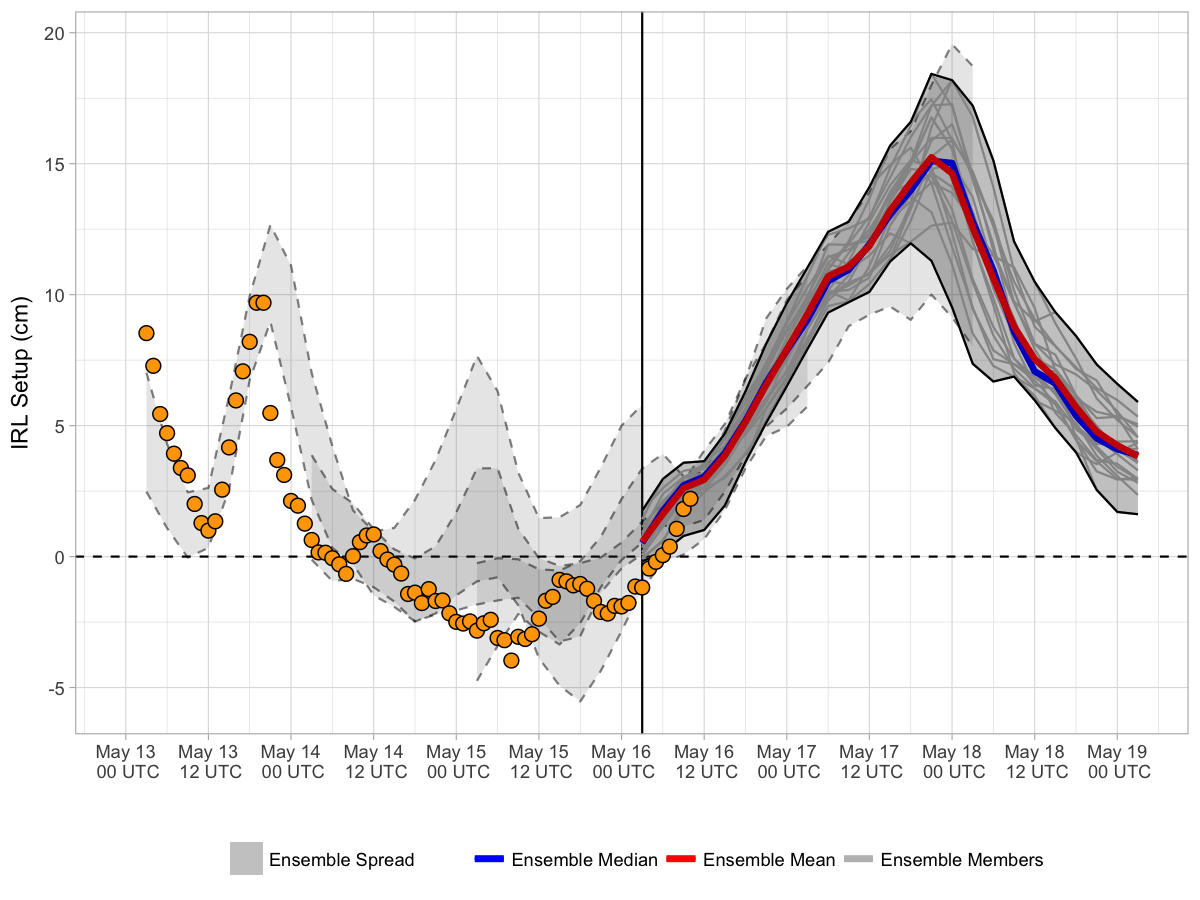 IRL Setup (cm)
20
15
10
5
0
-5
May 13 May 13 May 14 May 14 May 15 May 15 May 16 May 16 May 17 May 17 May 18 May 18 May 19
00 UTC 12 UTC 00 UTC 12 UTC 00 UTC 12 UTC 00 UTC 12 UTC 00 UTC 12 UTC 00 UTC 12 UTC 00 UTC
Ensemble Spread Ensemble Median Ensemble Mean Ensemble Members